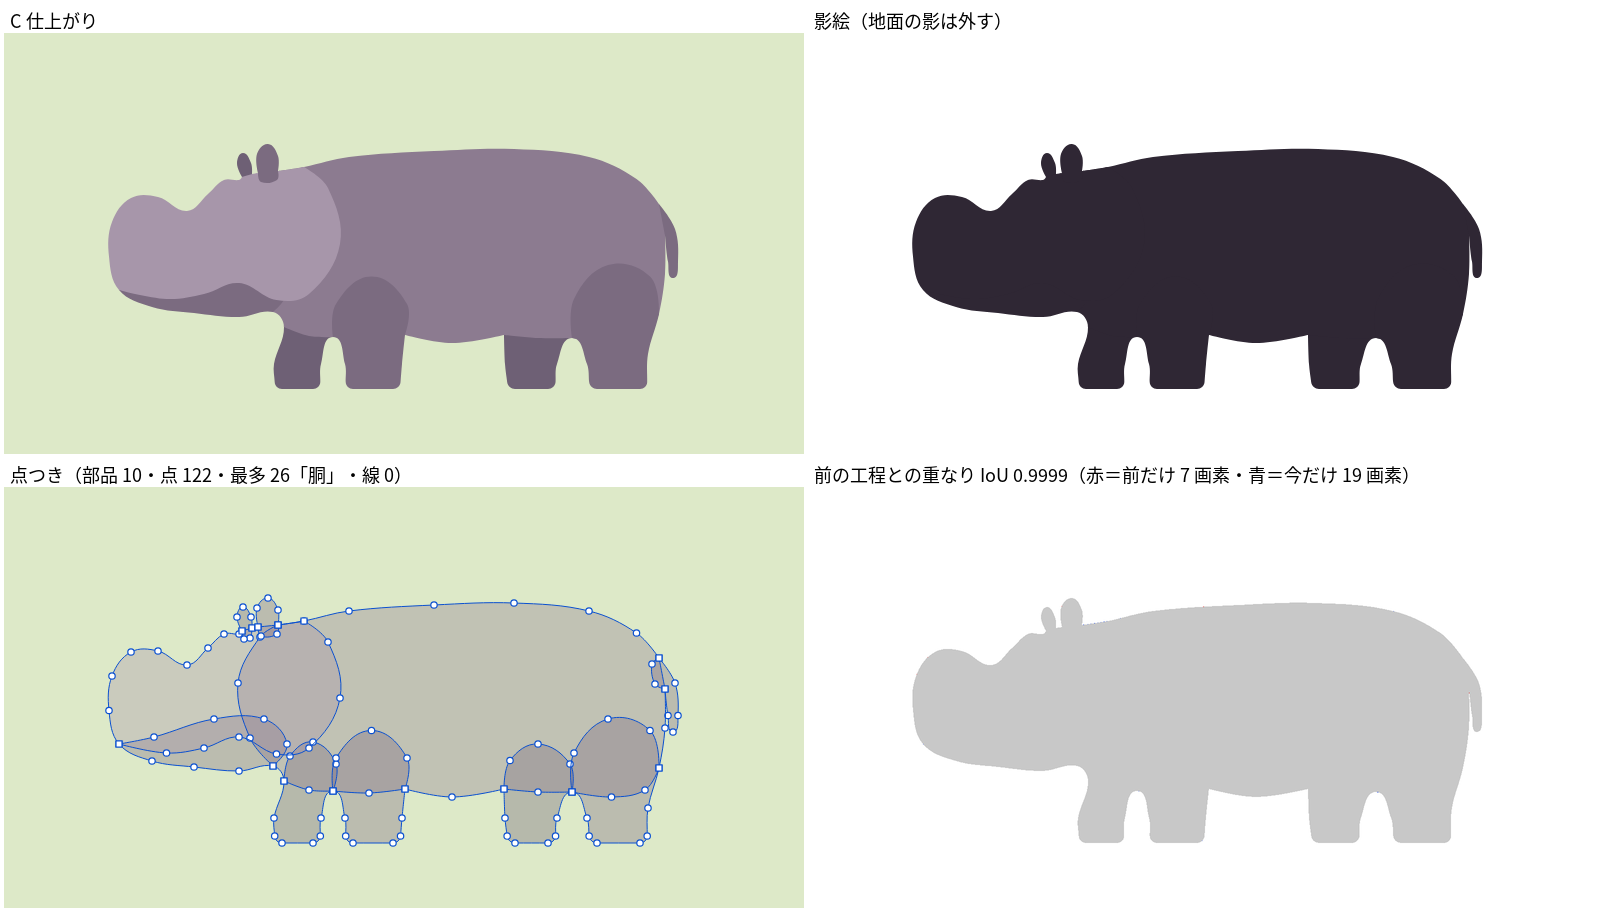 C 仕上がり
影絵（地面の影は外す）
点つき（部品 10・点 122・最多 26「胴」・線 0）
前の工程との重なり IoU 0.9999（赤＝前だけ 7 画素・青＝今だけ 19 画素）